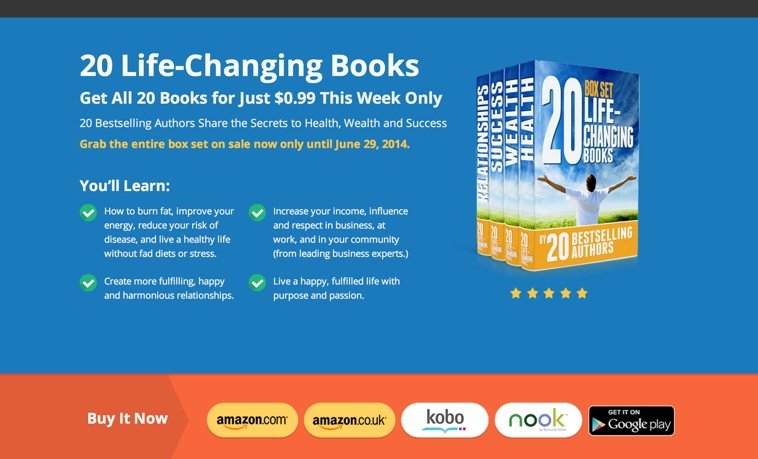 20 Life-Changing Books
Get All 20 Books for Just $0.99 This Week Only
20 Bestselling Authors Share the Secrets to Health, Wealth and Success
Grab the entire box set on sale now only until June 29, 2014.
You'll Learn:
How to burn fat, improve your
energy, reduce your risk of
disease, and live a healthy life
without fad diets or stress.
Increase your income, influence
and respect in business, at
work, and in your community
(from leading business experts.)
Create more fulfilling, happy
and harmonious relationships.
Live a happy, fulfilled life with
purpose and passion.
RELATIONSHIPS
SUCCESS
WEALTH
HEALTH
20 BOX SET
LIFE-
CHANGING
BOOKS
BY 20 BESTSELLING
AUTHORS
Buy It Now
amazon.com
amazon.co.uk
kobo
nook
GET IT ON
Google play